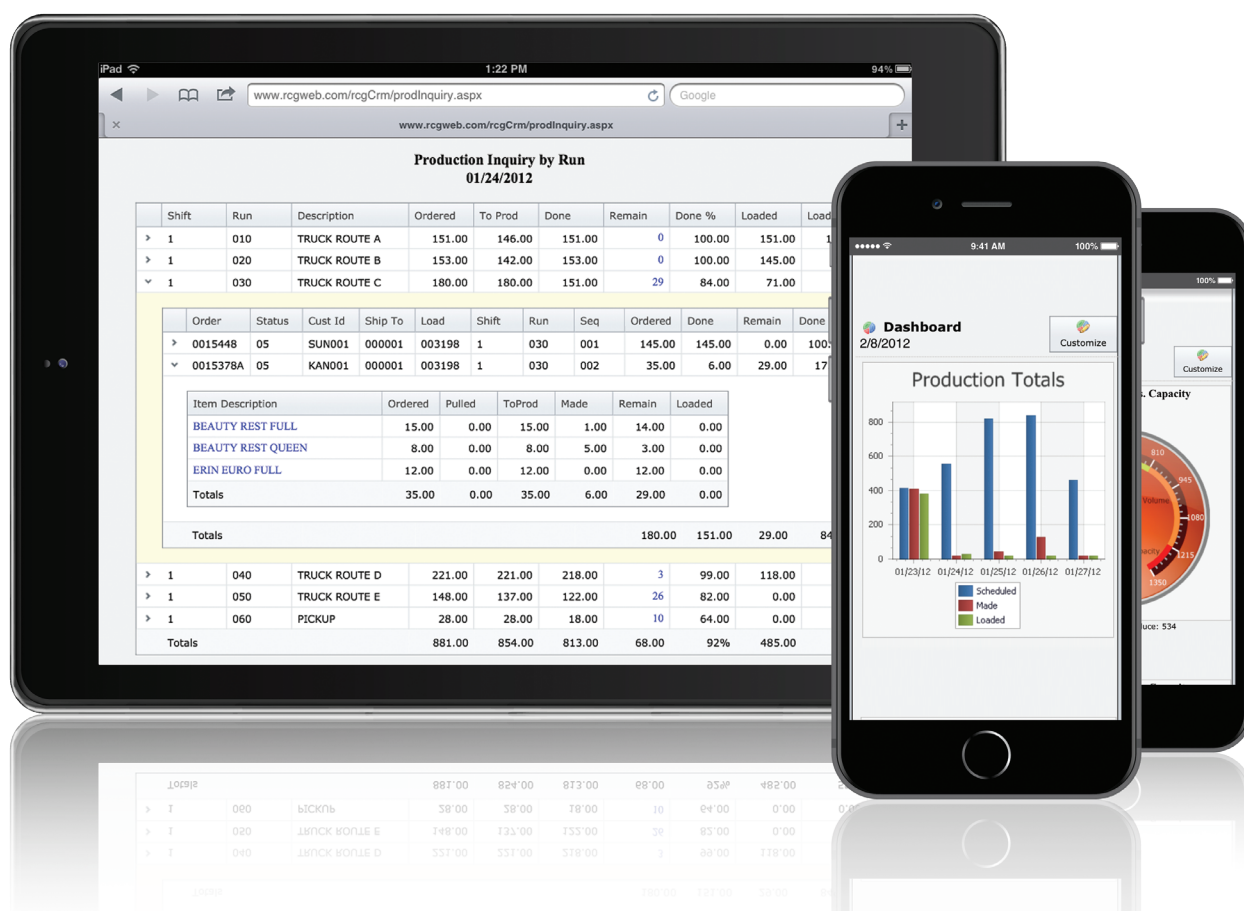 iPad 1:22 PM 94%
www.rcgweb.com/rcgCrm/prodInquiry.aspx Google
www.rcgweb.com/rcgCrm/prodInquiry.aspx
Production Inquiry by Run
01/24/2012
Shift Run Description Ordered To Prod Done Remain Done % Loaded Load
1 010 TRUCK ROUTE A 151.00 146.00 151.00 0 100.00 151.00 1
1 020 TRUCK ROUTE B 153.00 142.00 153.00 0 100.00 145.00
1 030 TRUCK ROUTE C 180.00 180.00 151.00 29 84.00 71.00
Order Status Cust Id Ship To Load Shift Run Seq Ordered Done Remain Done
0015448 05 SUN001 000001 003198 1 030 001 145.00 145.00 0.00 100.
0015378A 05 KAN001 000001 003198 1 030 002 35.00 6.00 29.00 17
Item Description Ordered Pulled ToProd Made Remain Loaded
BEAUTY REST FULL 15.00 0.00 15.00 1.00 14.00 0.00
BEAUTY REST QUEEN 8.00 0.00 8.00 5.00 3.00 0.00
ERIN EURO FULL 12.00 0.00 12.00 0.00 12.00 0.00
Totals 35.00 0.00 35.00 6.00 29.00 0.00
Totals 180.00 151.00 29.00 84
1 040 TRUCK ROUTE D 221.00 221.00 218.00 3 99.00 118.00
1 050 TRUCK ROUTE E 148.00 137.00 122.00 26 82.00 0.00
1 060 PICKUP 28.00 28.00 18.00 10 64.00 0.00
Totals 881.00 854.00 813.00 68.00 92% 485.00
9:41 AM 100%
Dashboard
2/8/2012
Customize
Production Totals
800
600
400
200
0
01/23/12 01/24/12 01/25/12 01/26/12 01/27/12
Scheduled
Made
Loaded
100%
Customize
s. Capacity
810
945
Volume
1080
acity
1215
1350
uce: 534